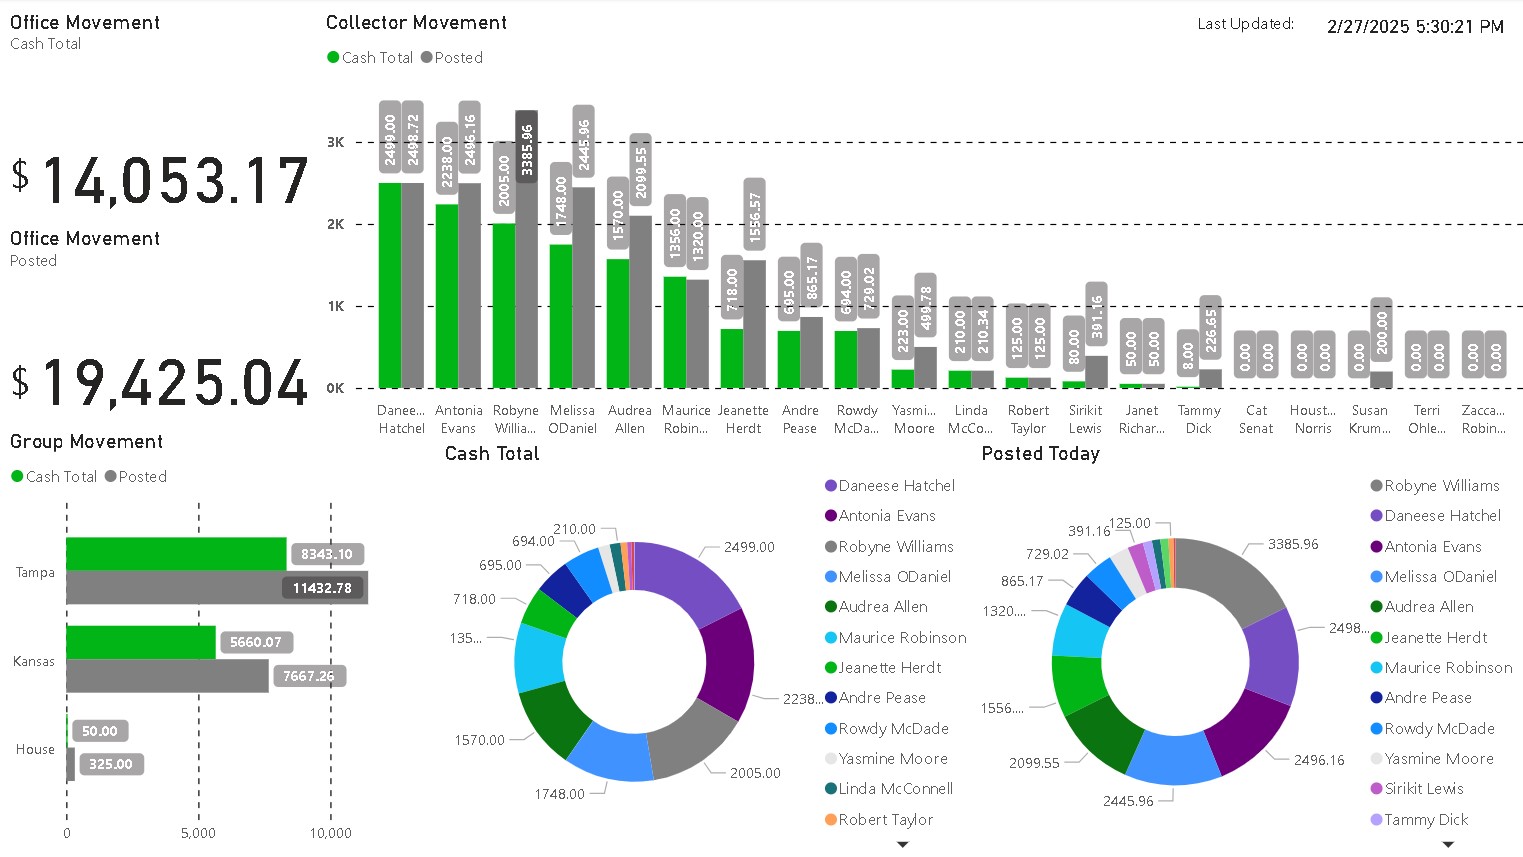 Office Movement
Cash Total
$ 14,053.17
Office Movement
Posted
$ 19,425.04
Collector Movement
Cash Total Posted
Last Updated: 2/27/2025 5:30:21 PM
3K
2K
1K
0K
2499.00 2498.72
2238.00 2496.16
2005.00 3385.96
1748.00 2445.96
1570.00 2099.55
1356.00 1320.00
718.00 1556.57
695.00 865.17
694.00 729.02
223.00 499.78
210.00 210.34
125.00 125.00
80.00 391.16
50.00 50.00
8.00 226.65
0.00 0.00
0.00 0.00
0.00 200.00
0.00 0.00
0.00 0.00
Danee... Antonia Robyne Melissa Audrea Maurice Jeanette Andre Rowdy Yasmi... Linda Robert Sirikit Janet Tammy Cat Houst... Susan Terri Zacca...
Hatchel Evans Willia... ODaniel Allen Robin... Herdt Pease McDa... Moore McCo... Taylor Lewis Richar... Dick Senat Norris Krum... Ohle... Robin...
Group Movement
Cash Total Posted
Tampa
8343.10
11432.78
Kansas
5660.07
7667.26
House
50.00
325.00
0 5,000 10,000
Cash Total
2499.00
2238....
2005.00
1748.00
1570.00
135...
718.00
695.00
694.00
210.00
Daneese Hatchel
Antonia Evans
Robyne Williams
Melissa ODaniel
Audrea Allen
Maurice Robinson
Jeanette Herdt
Andre Pease
Rowdy McDade
Yasmine Moore
Linda McConnell
Robert Taylor
Posted Today
3385.96
2498....
2496.16
2445.96
2099.55
1556....
1320....
865.17
729.02
391.16
125.00
Robyne Williams
Daneese Hatchel
Antonia Evans
Melissa ODaniel
Audrea Allen
Jeanette Herdt
Maurice Robinson
Andre Pease
Rowdy McDade
Yasmine Moore
Sirikit Lewis
Tammy Dick